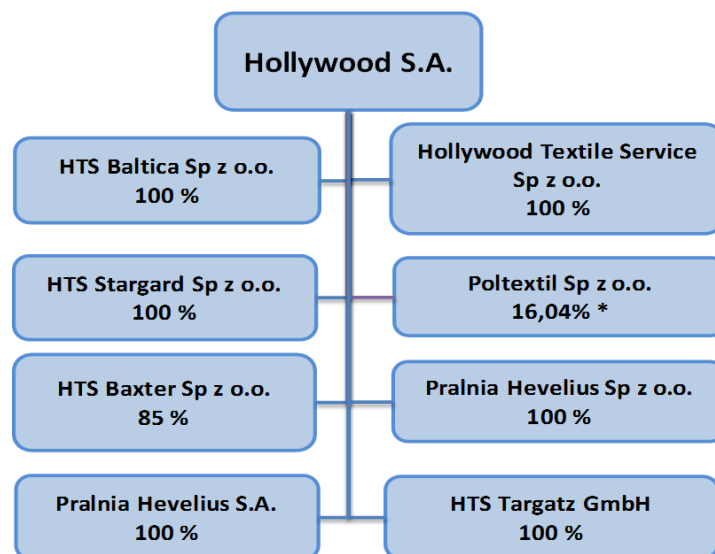 Hollywood S.A.
HTS Baltica Sp z o.o.
100 %
Hollywood Textile Service
Sp z o.o.
100 %
HTS Stargard Sp z o.o.
100 %
Poltextil Sp z o.o.
16,04% *
HTS Baxter Sp z o.o.
85 %
Pralnia Hevelius Sp z o.o.
100 %
Pralnia Hevelius S.A.
100 %
HTS Targatz GmbH
100 %